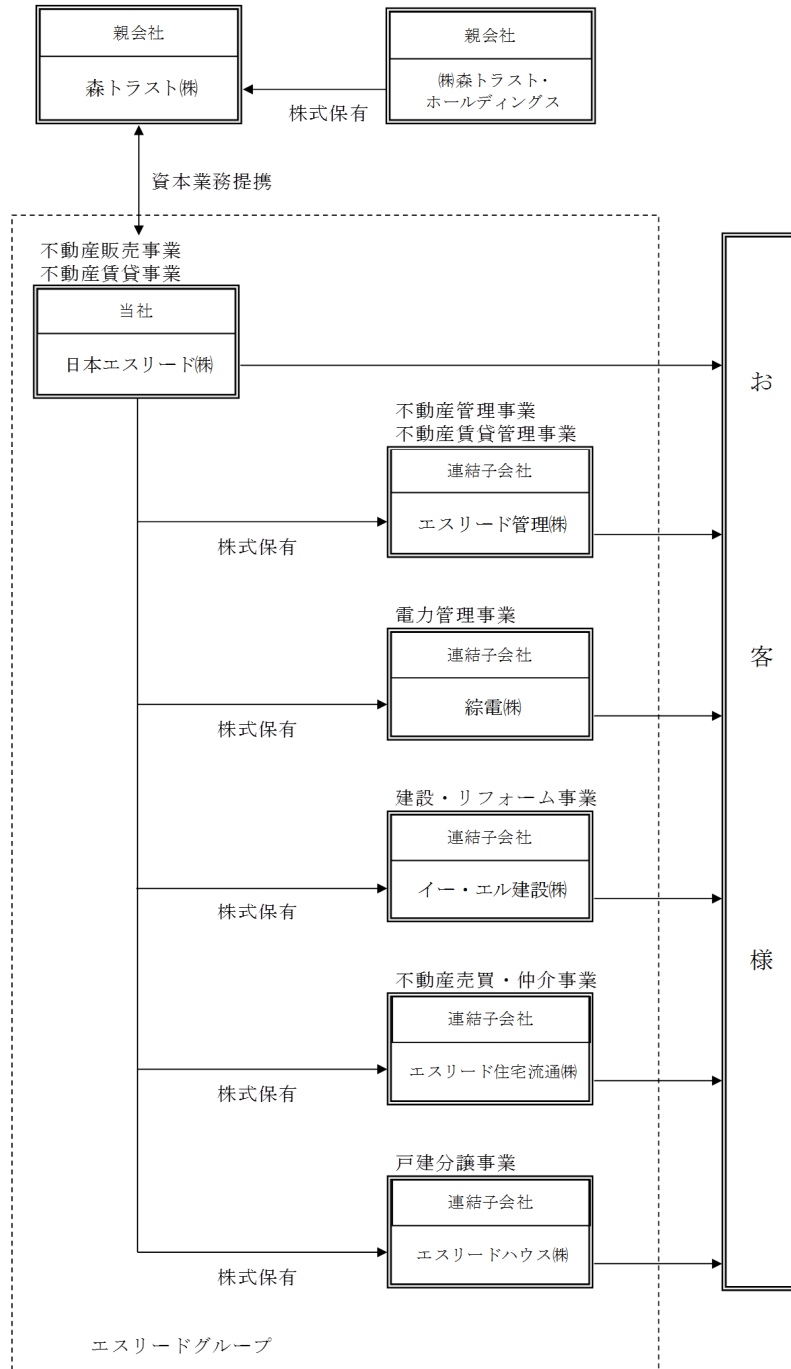 親会社
森トラスト㈱
親会社
㈱森トラスト・
ホールディングス
株式保有
資本業務提携
不動産販売事業
不動産賃貸事業
当社
日本エスリード㈱
不動産管理事業
不動産賃貸管理事業
連結子会社
エスリード管理㈱
株式保有
電力管理事業
連結子会社
綜電㈱
株式保有
建設・リフォーム事業
連結子会社
イー・エル建設㈱
株式保有
不動産売買・仲介事業
連結子会社
エスリード住宅流通㈱
株式保有
戸建分譲事業
連結子会社
エスリードハウス㈱
株式保有
エスリードグループ
お客様